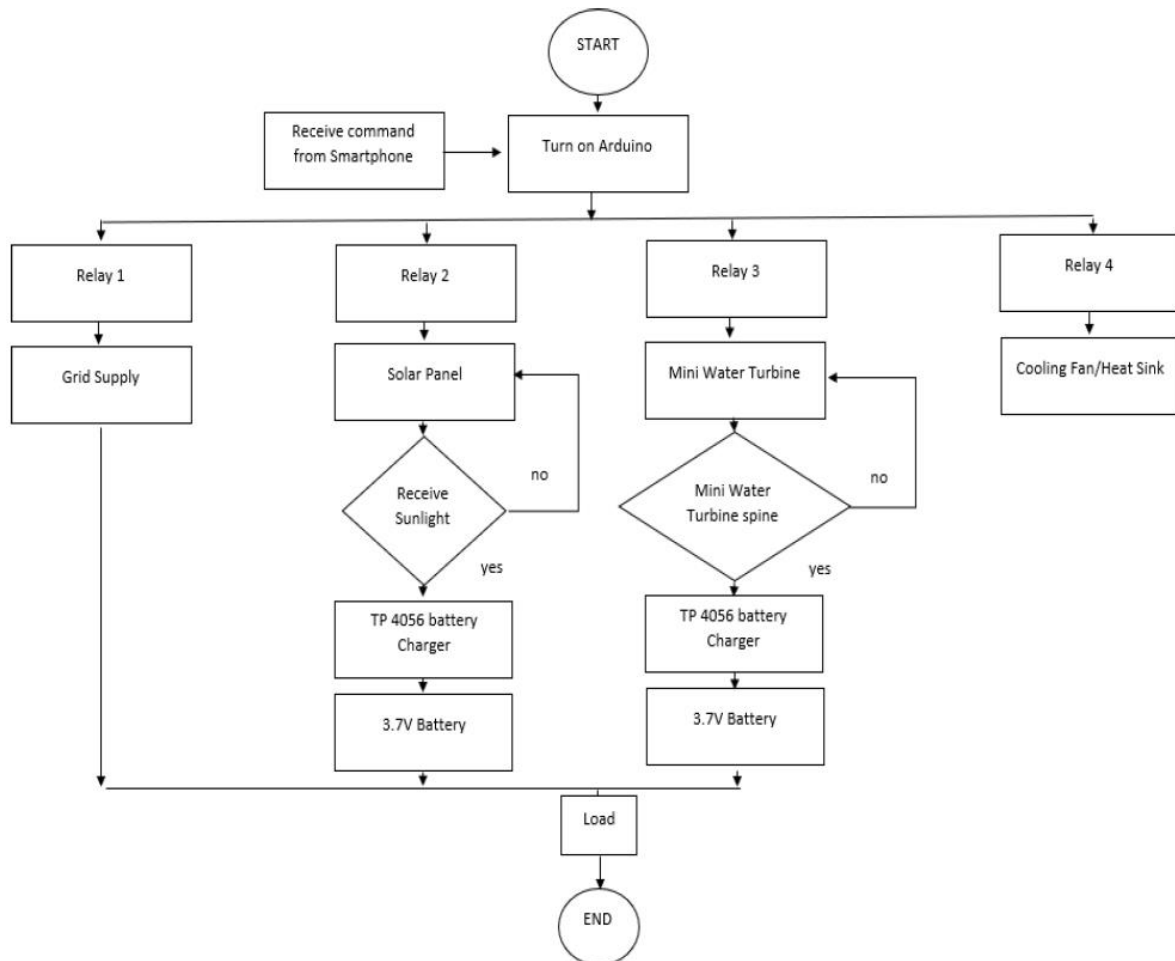 START
Receive command
from Smartphone
Turn on Arduino
Relay 1
Relay 2
Relay 3
Relay 4
Grid Supply
Solar Panel
Mini Water Turbine
Cooling Fan/Heat Sink
Receive
Sunlight
no
Mini Water
Turbine spine
no
yes
yes
TP 4056 battery
Charger
TP 4056 battery
Charger
3.7V Battery
3.7V Battery
Load
END